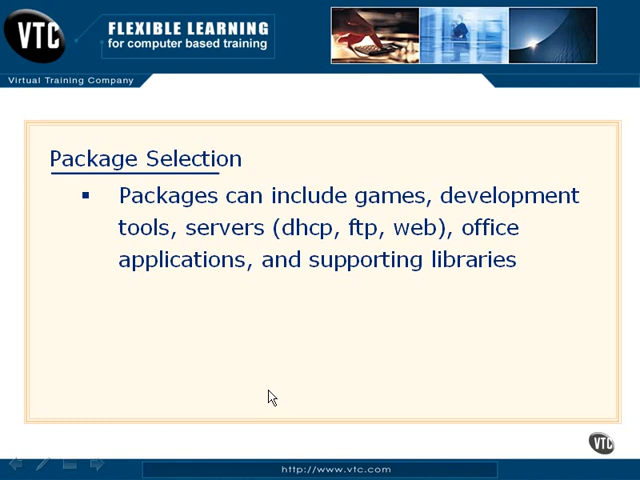 VTC
FLEXIBLE LEARNING
for computer based training
Virtual Training Company
Package Selection
▪ Packages can include games, development
tools, servers (dhcp, ftp, web), office
applications, and supporting libraries
VTC
http://www.vtc.com